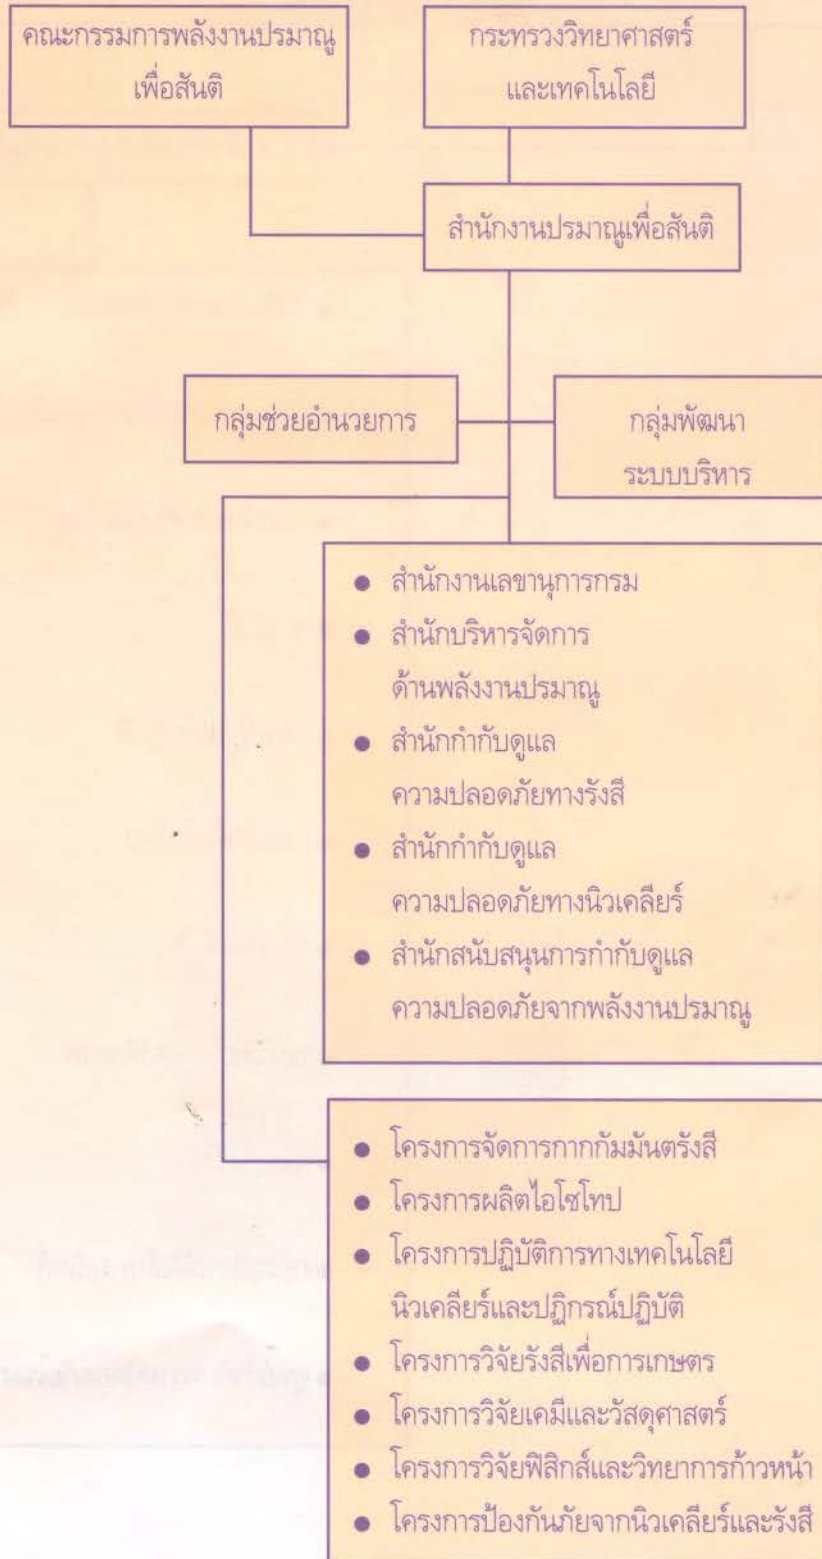 คณะกรรมการพลังงานปรมาณู
เพื่อสันติ
กระทรวงวิทยาศาสตร์
และเทคโนโลยี
สำนักงานปรมาณูเพื่อสันติ
กลุ่มช่วยอำนวยการ
กลุ่มพัฒนา
ระบบบริหาร
● สำนักงานเลขานุการกรม
● สำนักบริหารจัดการ
ด้านพลังงานปรมาณู
● สำนักกำกับดูแล
ความปลอดภัยทางรังสี
● สำนักกำกับดูแล
ความปลอดภัยทางนิวเคลียร์
● สำนักสนับสนุนการกำกับดูแล
ความปลอดภัยจากพลังงานปรมาณู
● โครงการจัดการกากกัมมันตรังสี
● โครงการผลิตไอโซโทป
● โครงการปฏิบัติการทางเทคโนโลยี
นิวเคลียร์และปฏิกรณ์ปฏิบัติ
● โครงการวิจัยรังสีเพื่อการเกษตร
● โครงการวิจัยเคมีและวัสดุศาสตร์
● โครงการวิจัยฟิสิกส์และวิทยาการก้าวหน้า
● โครงการป้องกันภัยจากนิวเคลียร์และรังสี